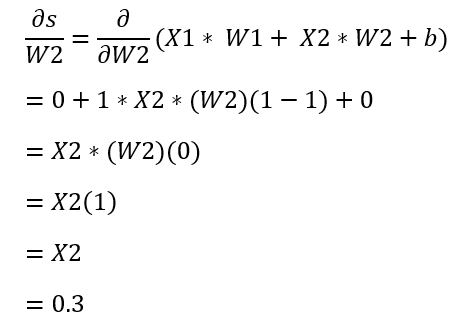 ∂s/W2 = ∂/∂W2 (X1 * W1 + X2 * W2 + b)
= 0 + 1 * X2 * (W2)(1 − 1) + 0
= X2 * (W2)(0)
= X2(1)
= X2
= 0.3